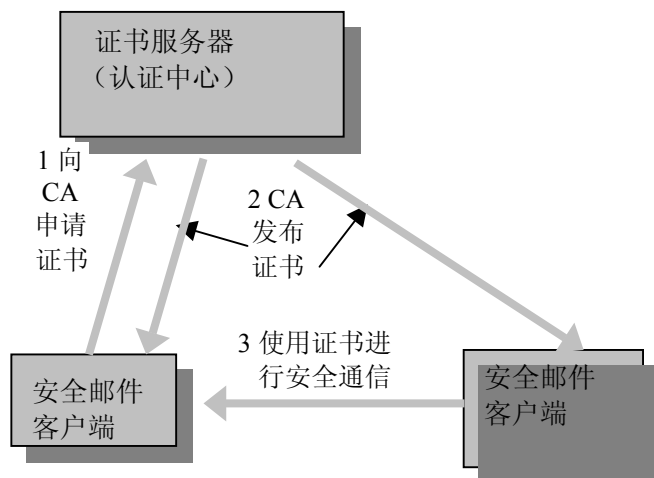 证书服务器
（认证中心）
1 向
CA
申请
证书
2 CA
发布
证书
3 使用证书进
行安全通信
安全邮件
客户端
安全邮件
客户端